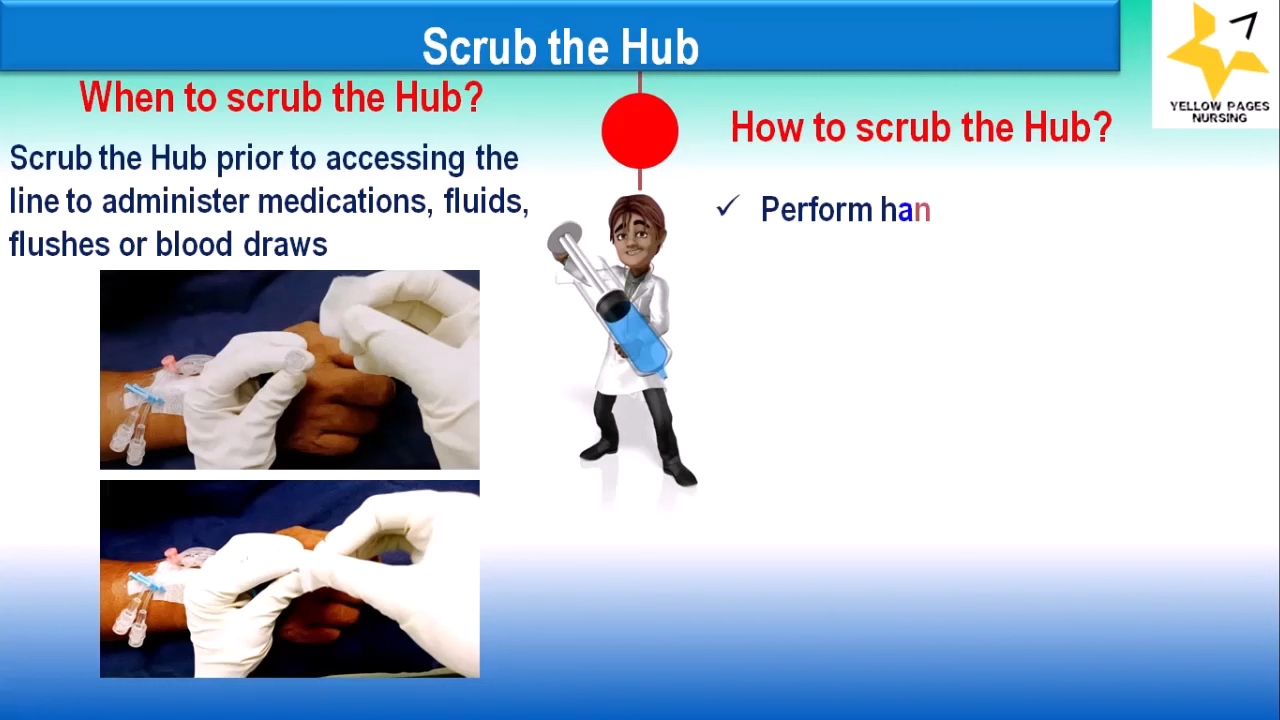 Scrub the Hub
When to scrub the Hub?
Scrub the Hub prior to accessing the
line to administer medications, fluids,
flushes or blood draws
How to scrub the Hub?
✓ Perform han
YELLOW PAGES
NURSING